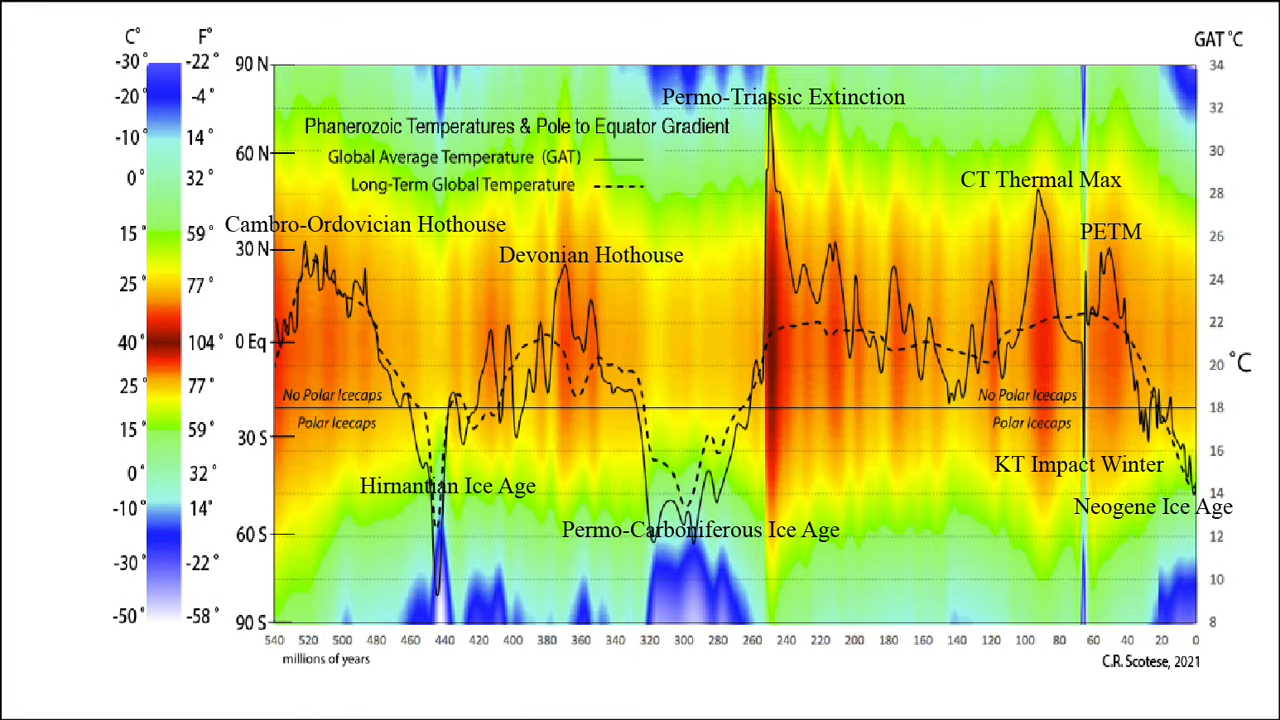 C° F° GAT °C
-30° -22° 90 N 34
-20° -4° 32
Permo-Triassic Extinction
Phanerozoic Temperatures & Pole to Equator Gradient
-10° 14° 60 N 30
Global Average Temperature (GAT)
0° 32° 28
CT Thermal Max
Long-Term Global Temperature
Cambro-Ordovician Hothouse
15° 59° 30 N 26
PETM
Devonian Hothouse
25° 77° 24
22
40° 104° 0 Eq
20 °C
25° 77°
No Polar Icecaps No Polar Icecaps
18
Polar Icecaps Polar Icecaps
15° 59° 30 S 16
KT Impact Winter
0° 32°
Hirnantian Ice Age
14
-10° 14°
Neogene Ice Age
Permo-Carboniferous Ice Age
60 S 12
-30° -22°
10
-50° -58° 90 S 8
540 520 500 480 460 440 420 400 380 360 340 320 300 280 260 240 220 200 180 160 140 120 100 80 60 40 20 0
millions of years
C.R. Scotese, 2021